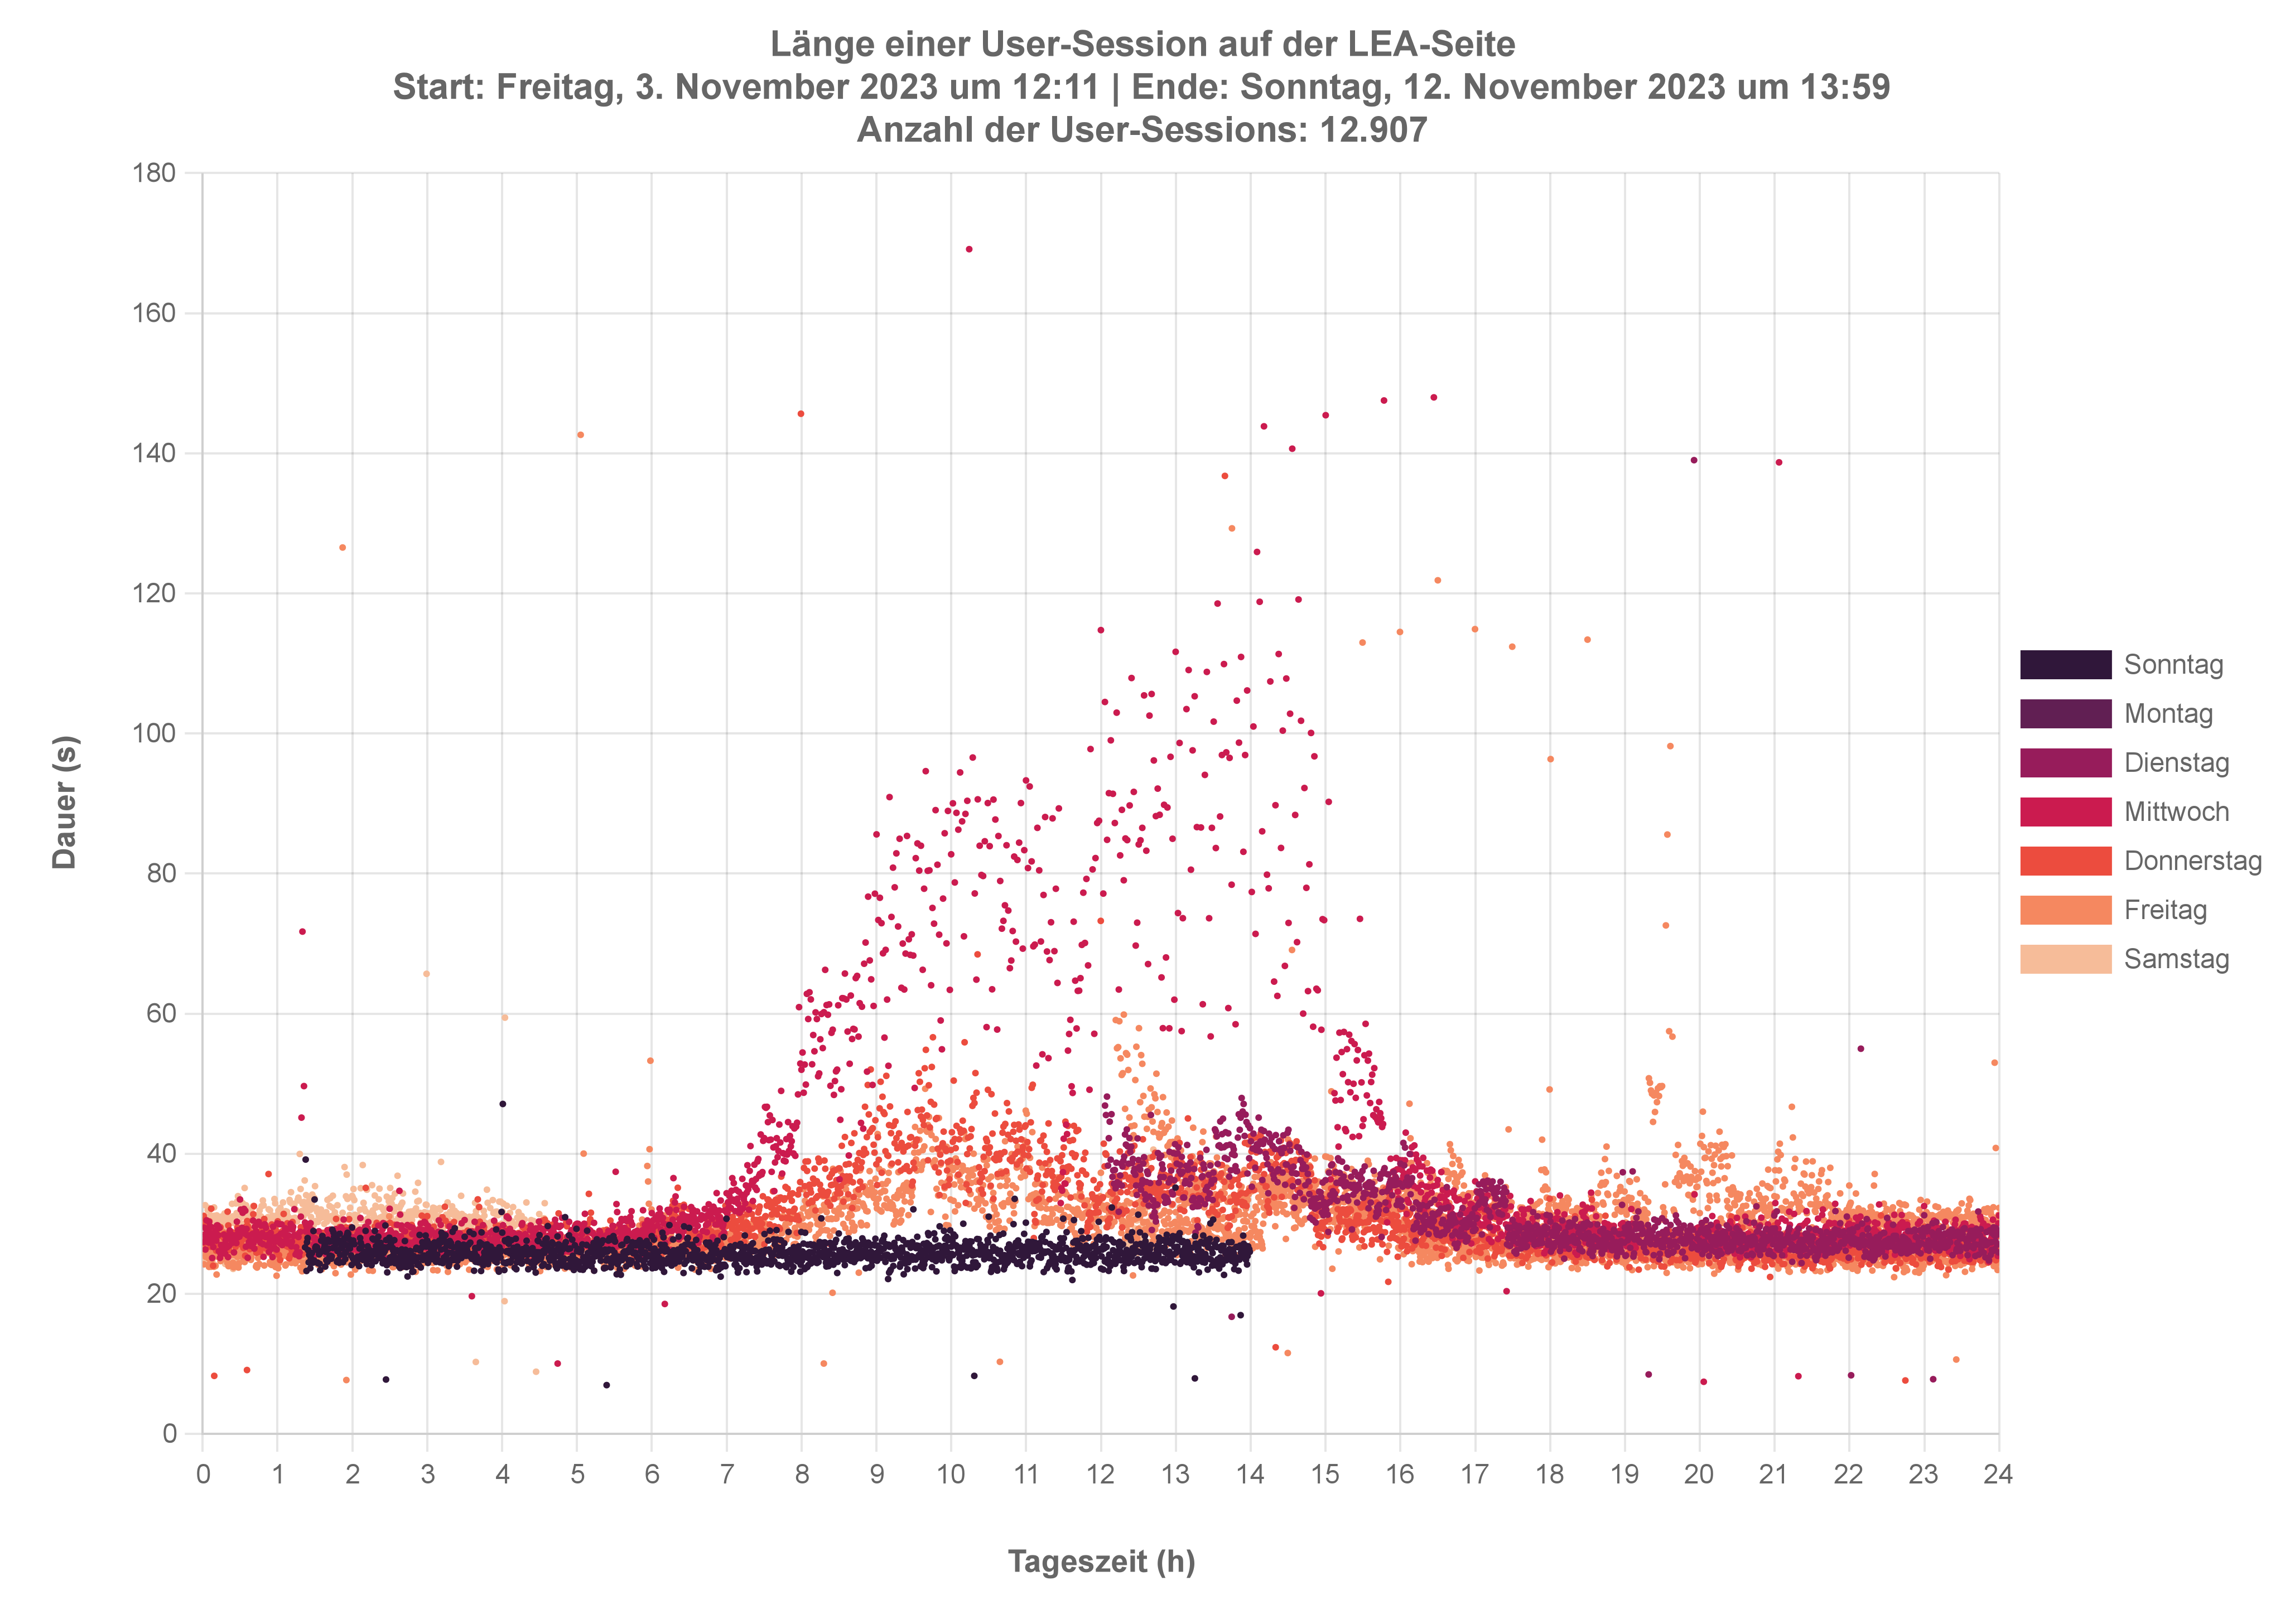 Länge einer User-Session auf der LEA-Seite
Start: Freitag, 3. November 2023 um 12:11 | Ende: Sonntag, 12. November 2023 um 13:59
Anzahl der User-Sessions: 12.907
180
160
140
120
100
80
60
40
20
0
Dauer (s)
0 1 2 3 4 5 6 7 8 9 10 11 12 13 14 15 16 17 18 19 20 21 22 23 24
Tageszeit (h)
Sonntag
Montag
Dienstag
Mittwoch
Donnerstag
Freitag
Samstag